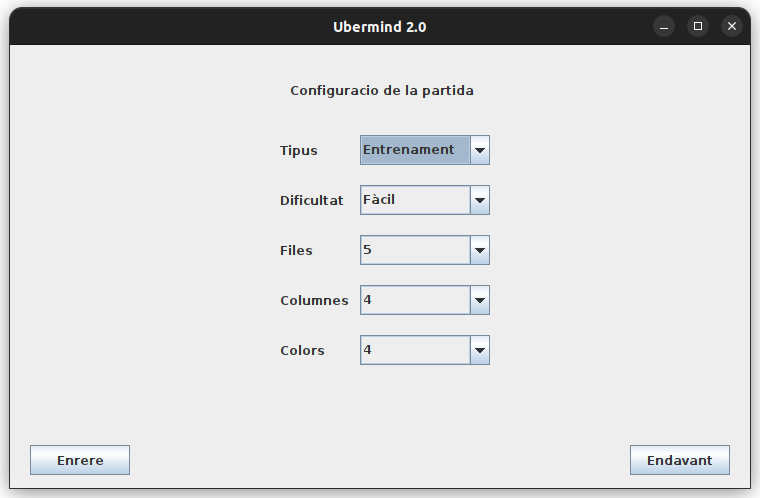 Ubermind 2.0
Configuracio de la partida
Tipus Entrenament
Dificultat Fàcil
Files 5
Columnes 4
Colors 4
Enrere Endavant